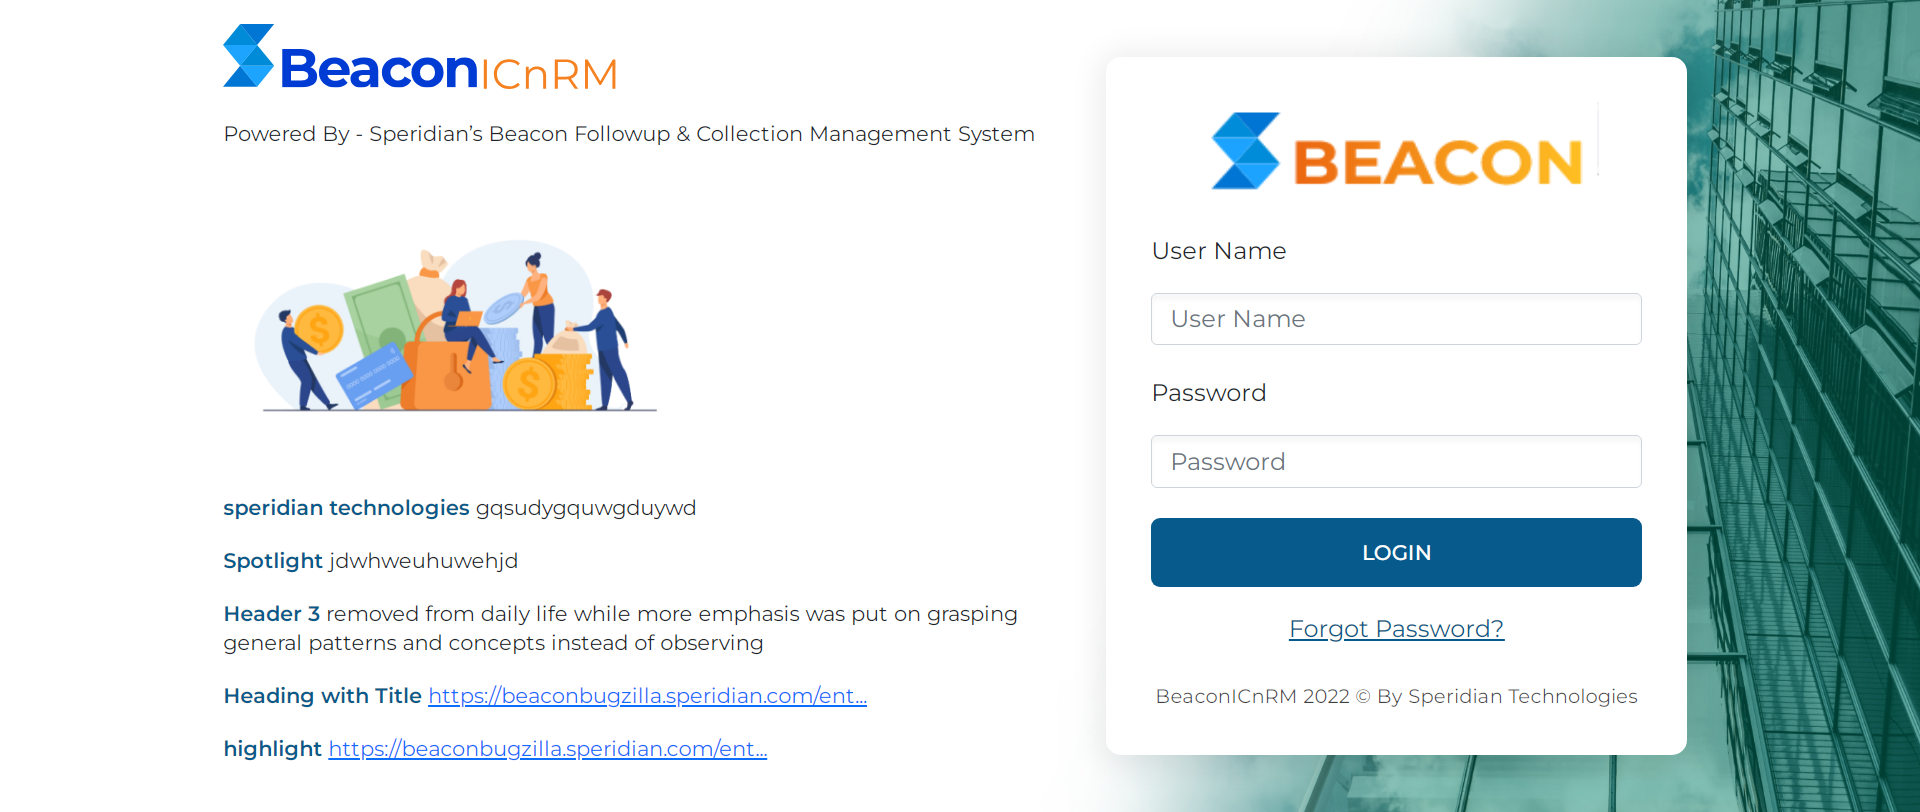 BeaconICnRM
Powered By - Speridian’s Beacon Followup & Collection Management System
speridian technologies gqsudygquwgduywd
Spotlight jdwhweuhuwehjd
Header 3 removed from daily life while more emphasis was put on grasping
general patterns and concepts instead of observing
Heading with Title https://beaconbugzilla.speridian.com/ent...
highlight https://beaconbugzilla.speridian.com/ent...
BEACON
User Name
User Name
Password
Password
LOGIN
Forgot Password?
BeaconICnRM 2022 © By Speridian Technologies